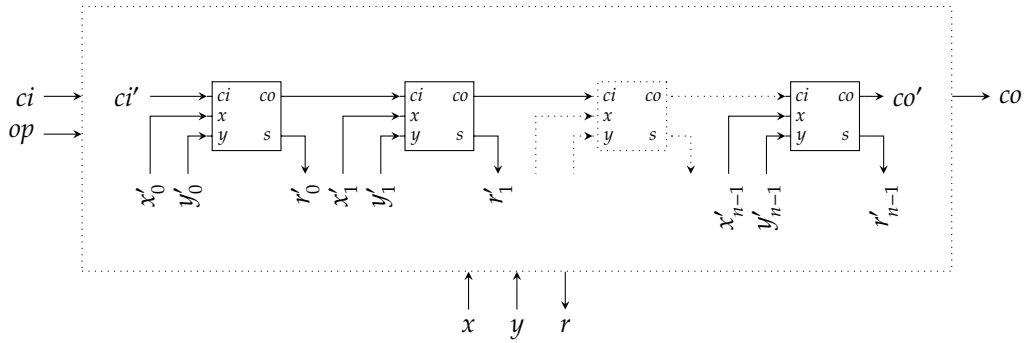 ci ci′ ci co ci co ci co ci co co′ co
op x x x x
y s y s y s y s
x′₀ y′₀ r′₀ x′₁ y′₁ r′₁ x′ₙ₋₁ y′ₙ₋₁ r′ₙ₋₁
x y r